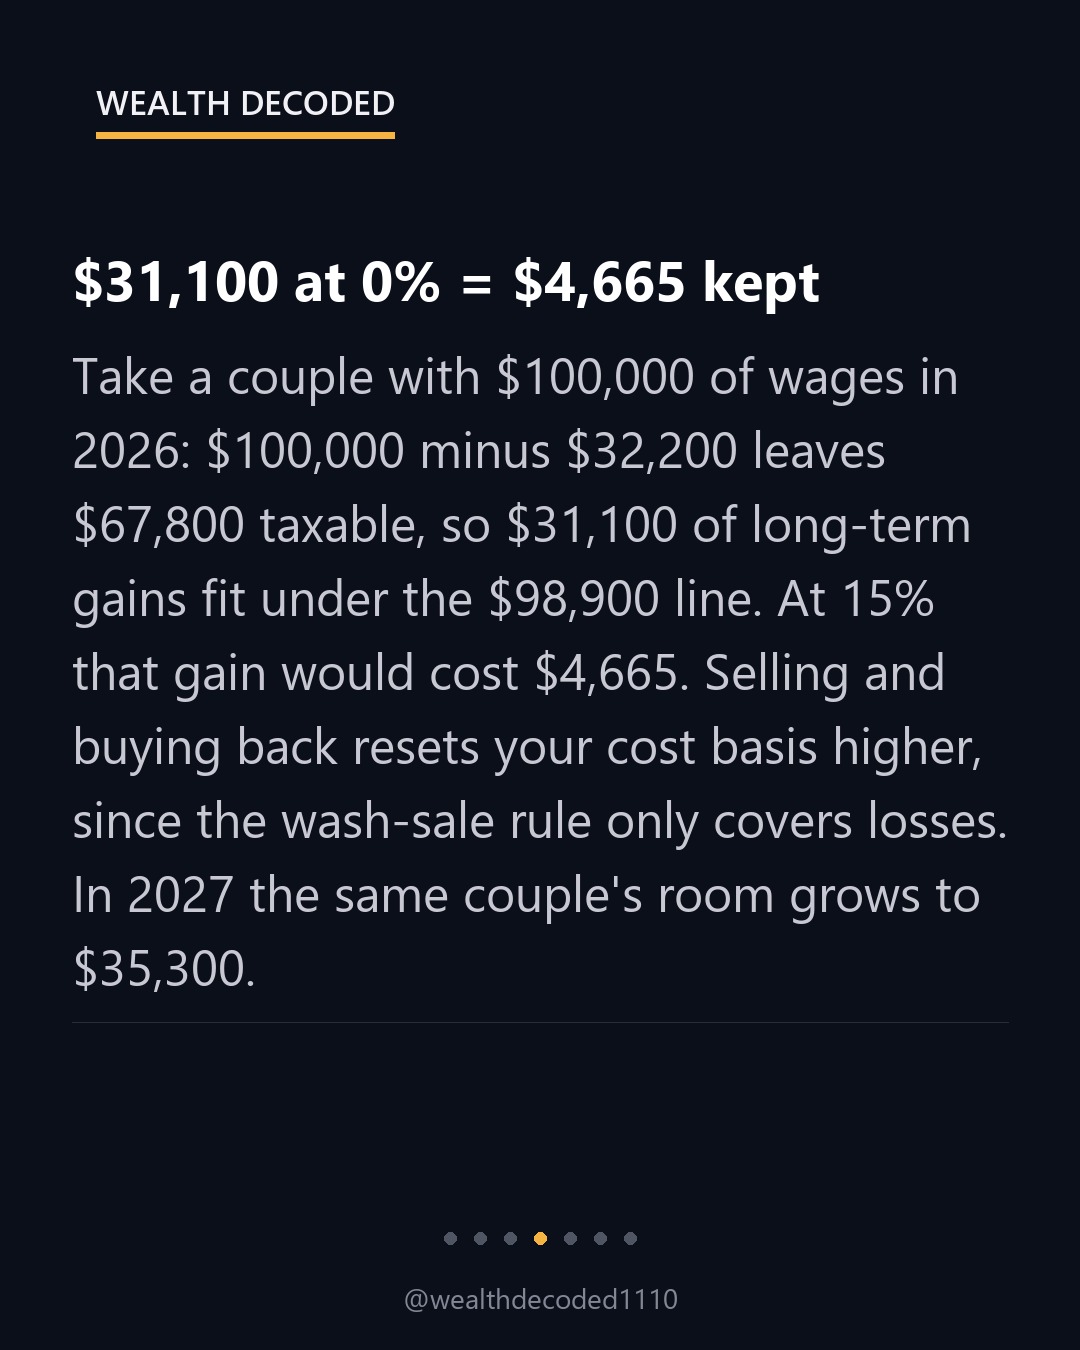 WEALTH DECODED
$31,100 at 0% = $4,665 kept
Take a couple with $100,000 of wages in
2026: $100,000 minus $32,200 leaves
$67,800 taxable, so $31,100 of long-term
gains fit under the $98,900 line. At 15%
that gain would cost $4,665. Selling and
buying back resets your cost basis higher,
since the wash-sale rule only covers losses.
In 2027 the same couple's room grows to
$35,300.
@wealthdecoded1110